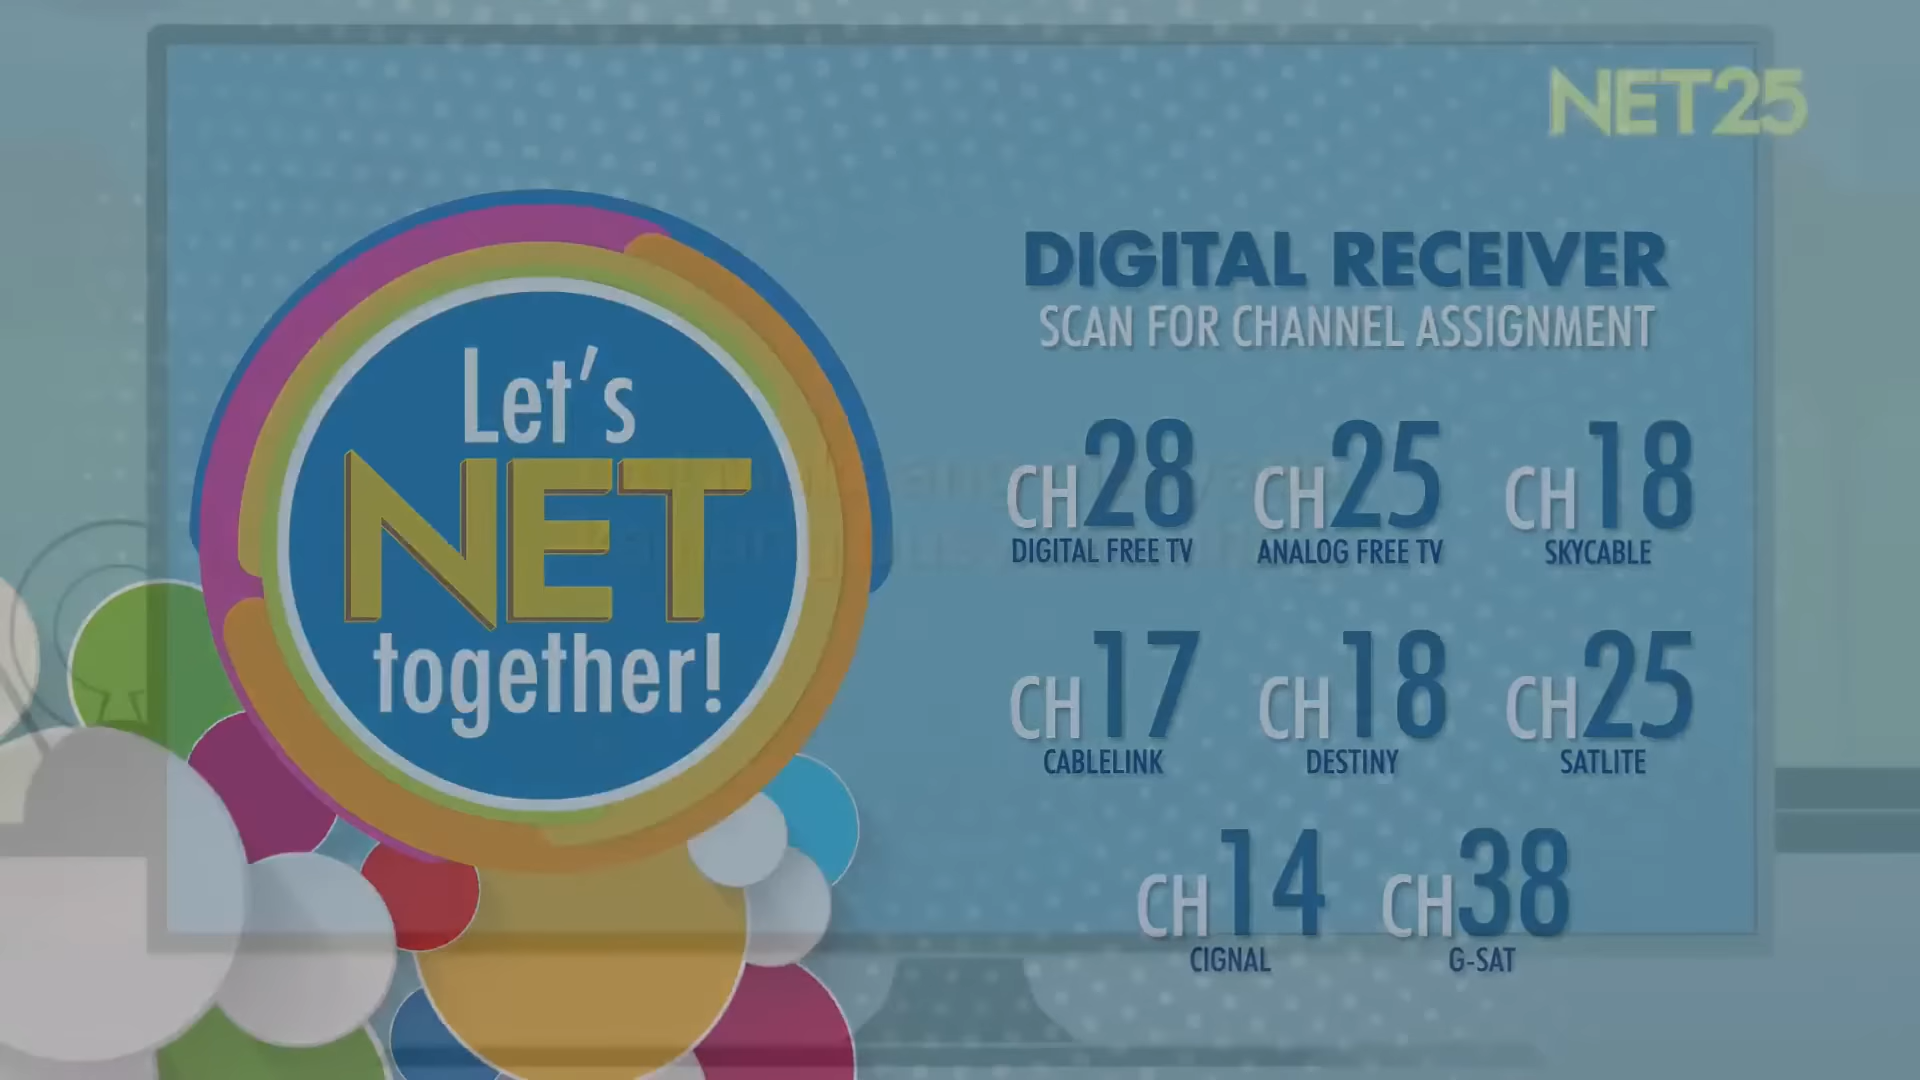 NET25
Let's
NET
together!
DIGITAL RECEIVER
SCAN FOR CHANNEL ASSIGNMENT
CH28 CH25 CH18
DIGITAL FREE TV ANALOG FREE TV SKYCABLE
CH17 CH18 CH25
CABLELINK DESTINY SATLITE
CH14 CH38
CIGNAL G-SAT